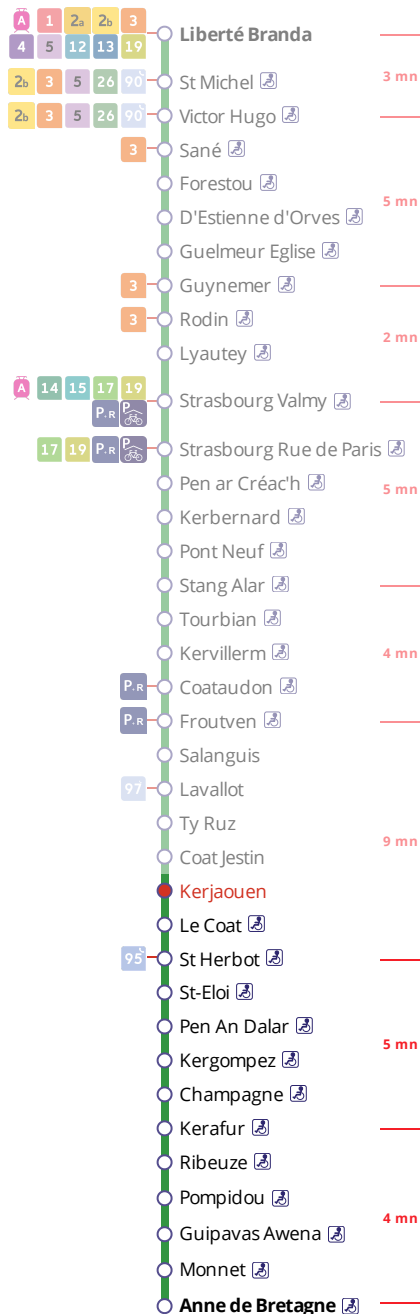 A 1 2a 2b 3
Liberté Branda
4 5 12 13 19
3 mn
2b 3 5 26 90 St Michel
2b 3 5 26 90 Victor Hugo
3 Sané
Forestou
5 mn
D'Estienne d'Orves
Guelmeur Eglise
3 Guynemer
3 Rodin
2 mn
Lyautey
A 14 15 17 19
Strasbourg Valmy
P.R P
17 19 P.R P Strasbourg Rue de Paris
Pen ar Créac'h
5 mn
Kerbernard
Pont Neuf
Stang Alar
Tourbian
Kervillerm
4 mn
P.R Coataudon
P.R Froutven
Salanguis
97 Lavallot
Ty Ruz
9 mn
Coat Jestin
Kerjaouen
Le Coat
95 St Herbot
St-Eloi
Pen An Dalar
5 mn
Kergompez
Champagne
Kerafur
Ribeuze
Pompidou
4 mn
Guipavas Awena
Monnet
Anne de Bretagne